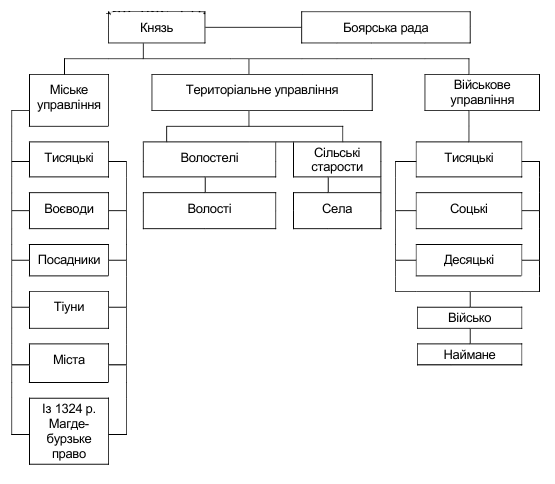 Князь
Боярська рада
Міське
управління
Територіальне управління
Військове
управління
Тисяцькі
Волостелі
Сільські
старости
Тисяцькі
Воєводи
Волості
Села
Соцькі
Посадники
Десяцькі
Тіуни
Військо
Міста
Наймане
Із 1324 р.
Магде-
бурзьке
право